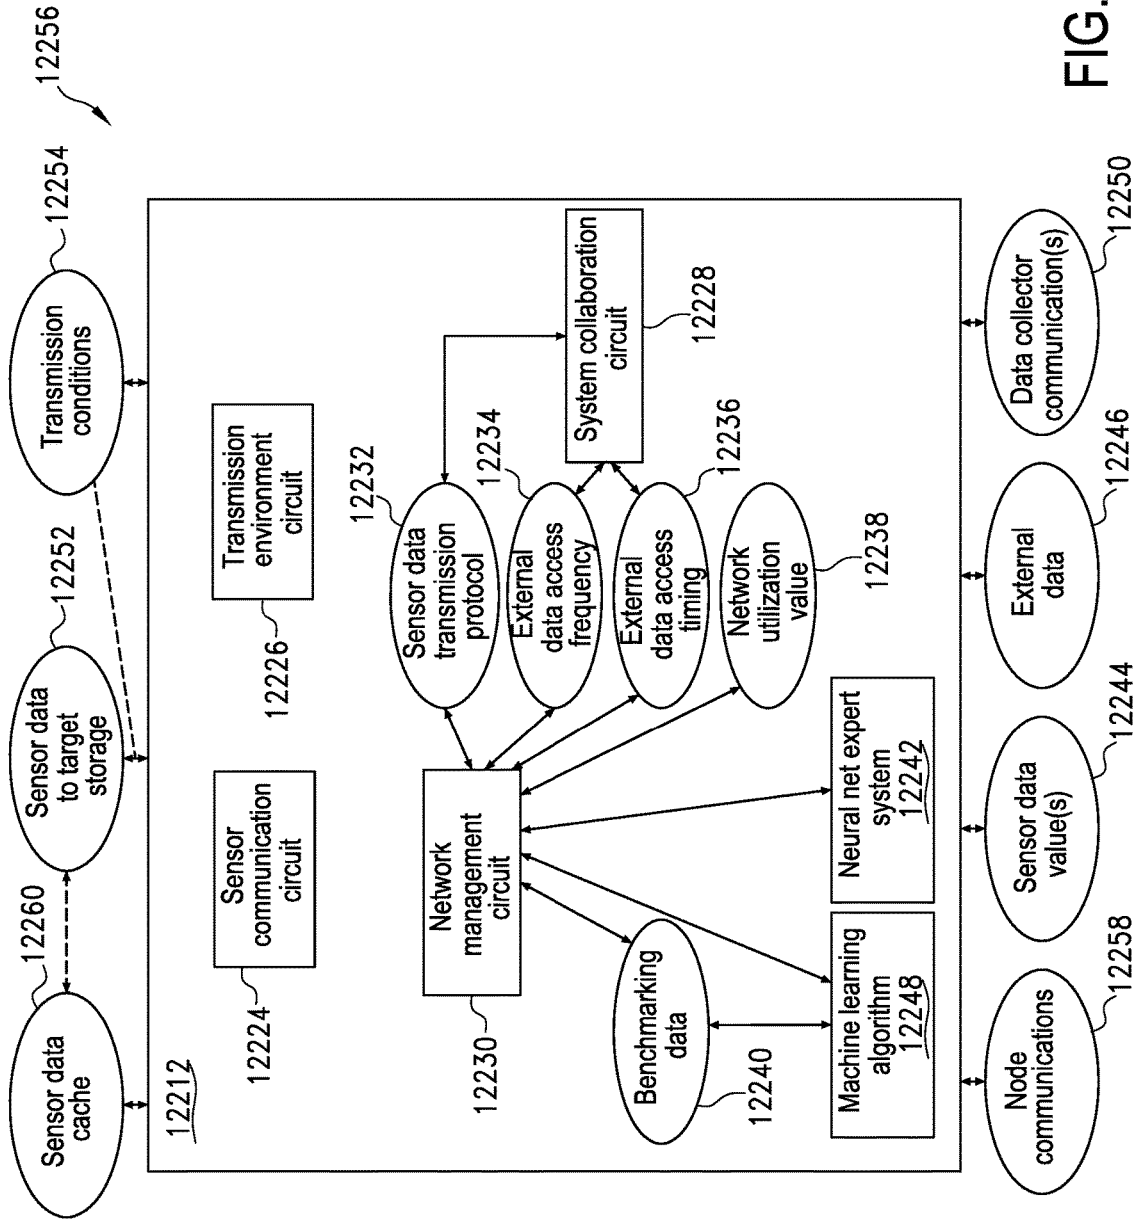 12256
Sensor data
cache
12260
Sensor data
to target
storage
12252
Transmission
conditions
12254
12212
Sensor
communication
circuit
12224
Transmission
environment
circuit
12226
Network
management
circuit
12230
Sensor data
transmission
protocol
12232
External
data access
frequency
12234
External
data access
timing
12236
Network
utilization
value
12238
System collaboration
circuit
12228
Benchmarking
data
12240
Machine learning
algorithm
12248
Neural net expert
system
12242
Node
communications
12258
Sensor data
value(s)
12244
External
data
12246
Data collector
communication(s)
12250
FIG.